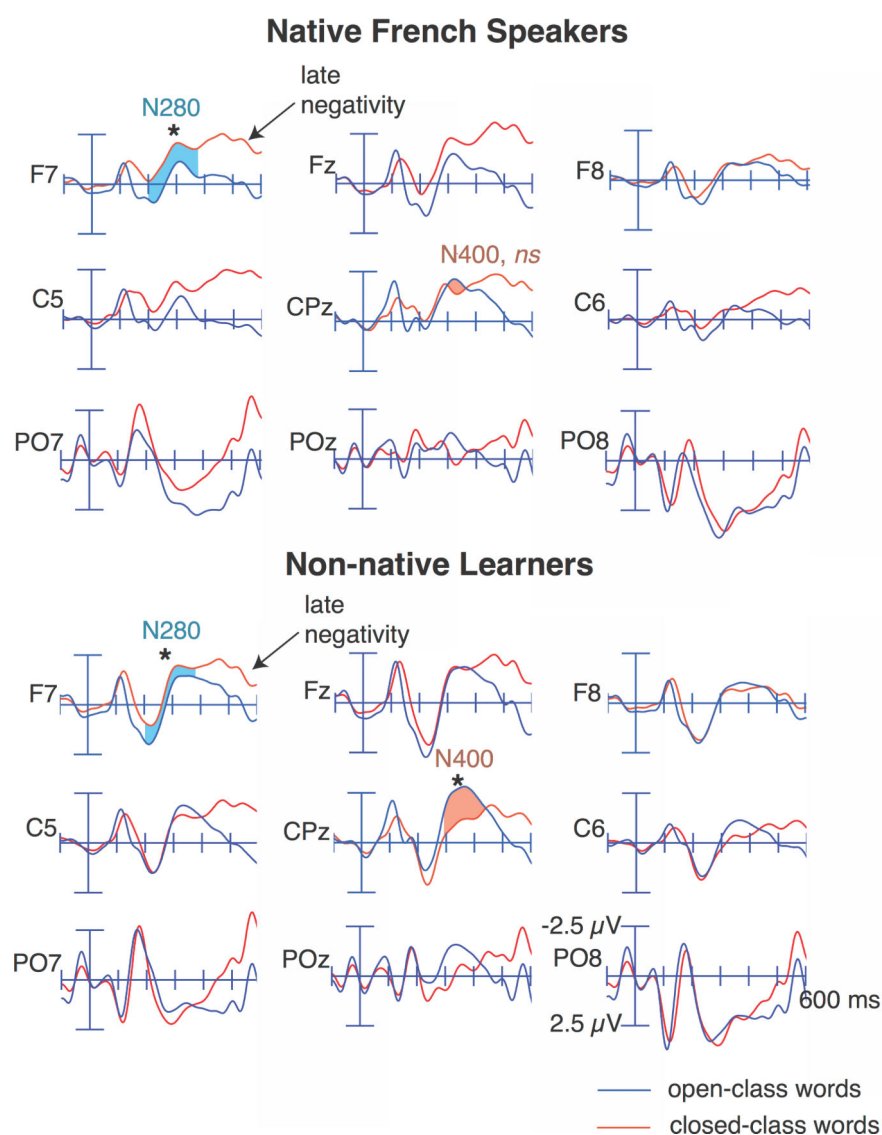 Native French Speakers
late
negativity
N280
*
F7
Fz
F8
N400, ns
C5
CPz
C6
PO7
POz
PO8
Non-native Learners
late
negativity
N280
*
F7
Fz
F8
N400
*
C5
CPz
C6
-2.5 µV
PO7
POz
PO8
600 ms
2.5 µV
open-class words
closed-class words